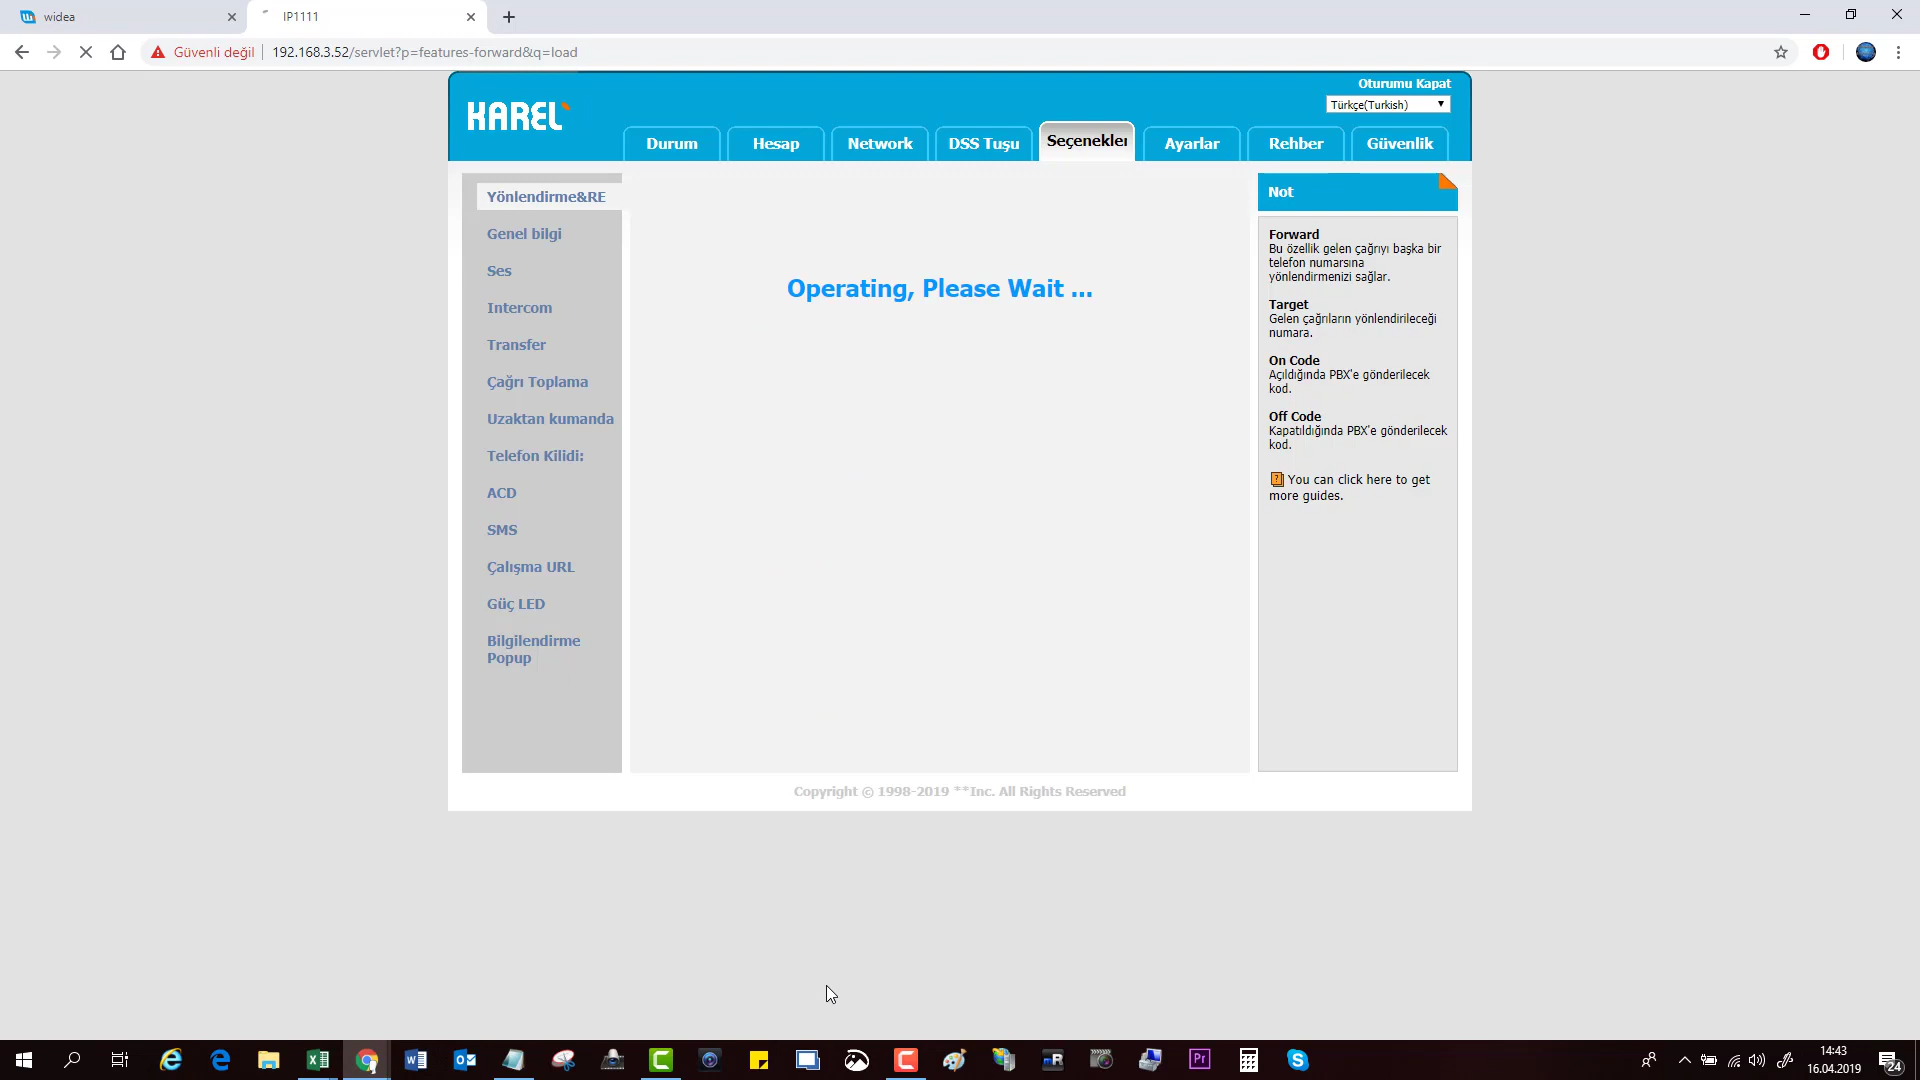 widea
IP1111
Güvenli değil
192.168.3.52/servlet?p=features-forward&q=load
KAREL
Oturumu Kapat
Türkçe(Turkish)
Durum
Hesap
Network
DSS Tuşu
Seçenekleı
Ayarlar
Rehber
Güvenlik
Yönlendirme&RE
Genel bilgi
Ses
Intercom
Transfer
Çağrı Toplama
Uzaktan kumanda
Telefon Kilidi:
ACD
SMS
Çalışma URL
Güç LED
Bilgilendirme
Popup
Operating, Please Wait ...
Not
Forward
Bu özellik gelen çağrıyı başka bir
telefon numarsına
yönlendirmenizi sağlar.
Target
Gelen çağrıların yönlendirileceği
numara.
On Code
Açıldığında PBX'e gönderilecek
kod.
Off Code
Kapatıldığında PBX'e gönderilecek
kod.
You can click here to get
more guides.
Copyright © 1998-2019 **Inc. All Rights Reserved
14:43
16.04.2019
24